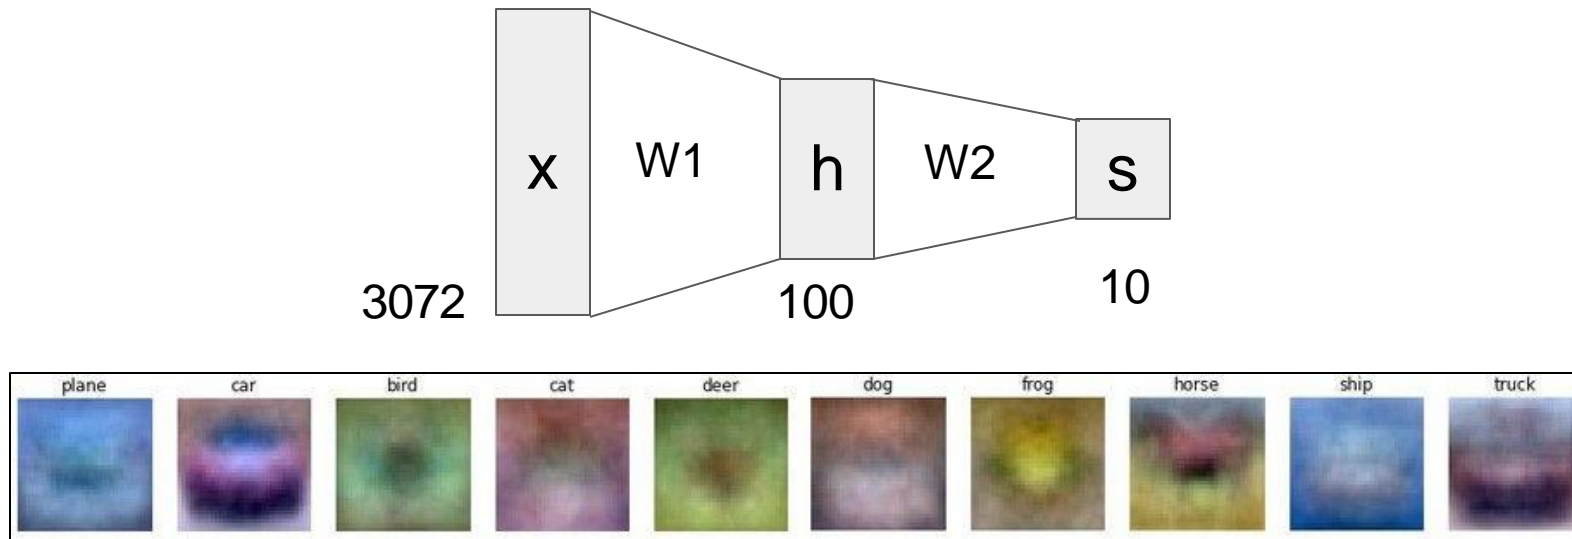 x W1 h W2 s
3072 100 10
plane car bird cat deer dog frog horse ship truck